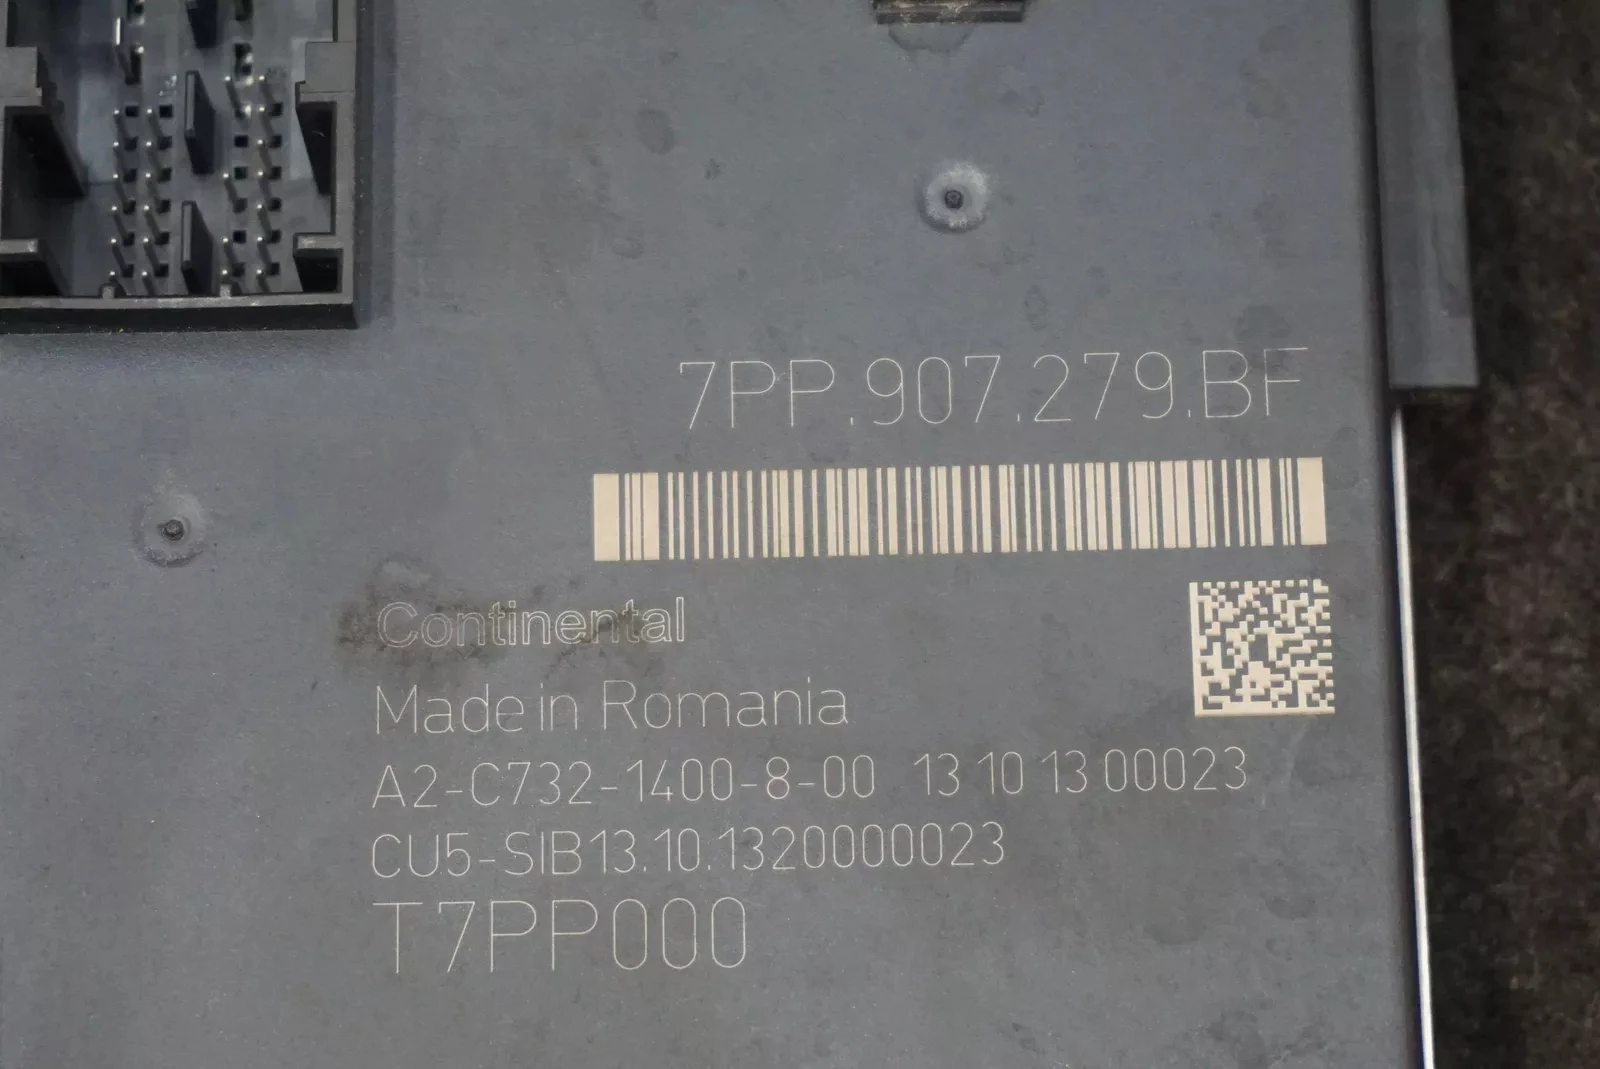 7PP.907.279.BF
Continental
Made in Romania
A2-C732-1400-8-00 13 10 13 00023
CU5-SIB13.10.1320000023
T7PP000